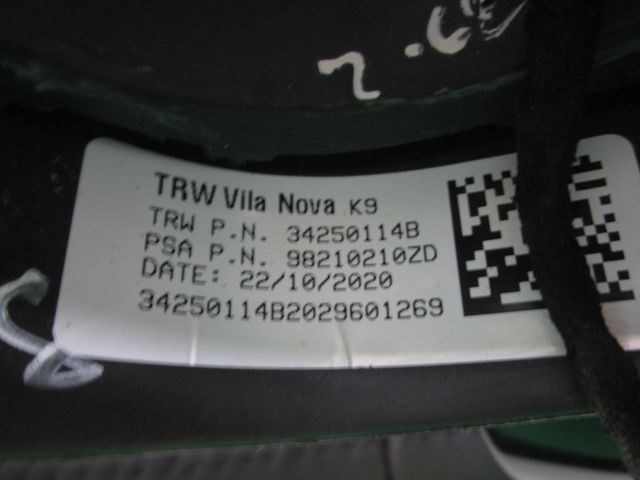 TRW Vila Nova K9
TRW P.N. 34250114B
PSA P.N. 98210210ZD
DATE: 22/10/2020
34250114B2029601269